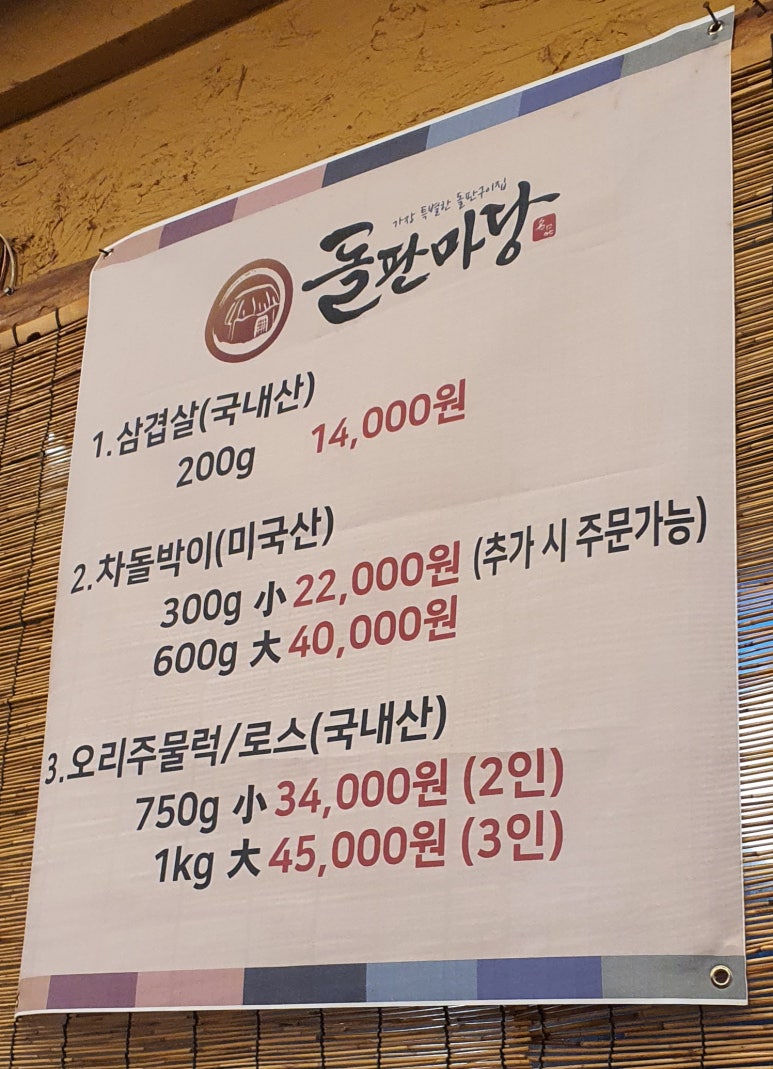 가장 특별한 돌판구이집
돌판마당
1.삼겹살(국내산)
200g 14,000원
2.차돌박이(미국산)
300g 小 22,000원 (추가 시 주문가능)
600g 大 40,000원
3.오리주물럭/로스(국내산)
750g 小 34,000원 (2인)
1kg 大 45,000원 (3인)